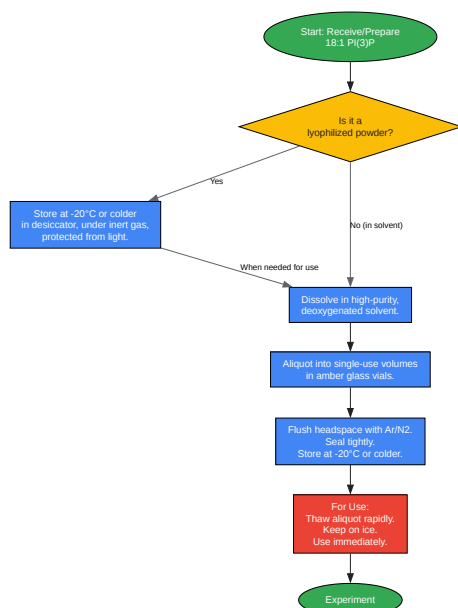 Start: Receive/Prepare
18:1 PI(3)P
Is it a
lyophilized powder?
Yes
Store at -20°C or colder
in desiccator, under inert gas,
protected from light.
No (in solvent)
When needed for use
Dissolve in high-purity,
deoxygenated solvent.
Aliquot into single-use volumes
in amber glass vials.
Flush headspace with Ar/N2.
Seal tightly.
Store at -20°C or colder.
For Use:
Thaw aliquot rapidly.
Keep on ice.
Use immediately.
Experiment